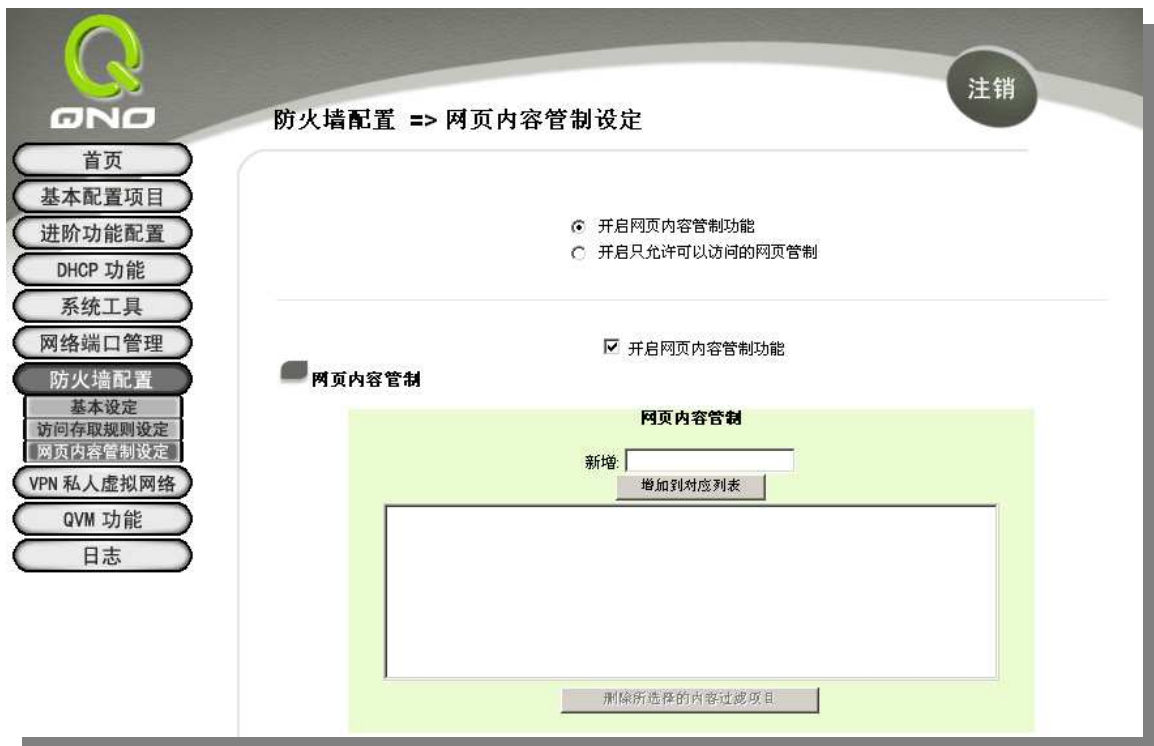 QNO
注销
防火墙配置 => 网页内容管制设定
首页
基本配置项目
进阶功能配置
DHCP 功能
系统工具
网络端口管理
防火墙配置
基本设定
访问存取规则设定
网页内容管制设定
VPN 私人虚拟网络
QVM 功能
日志
开启网页内容管制功能
开启只允许可以访问的网页管制
开启网页内容管制功能
网页内容管制
网页内容管制
新增:
增加到对应列表
删除所选择的内容过滤项目